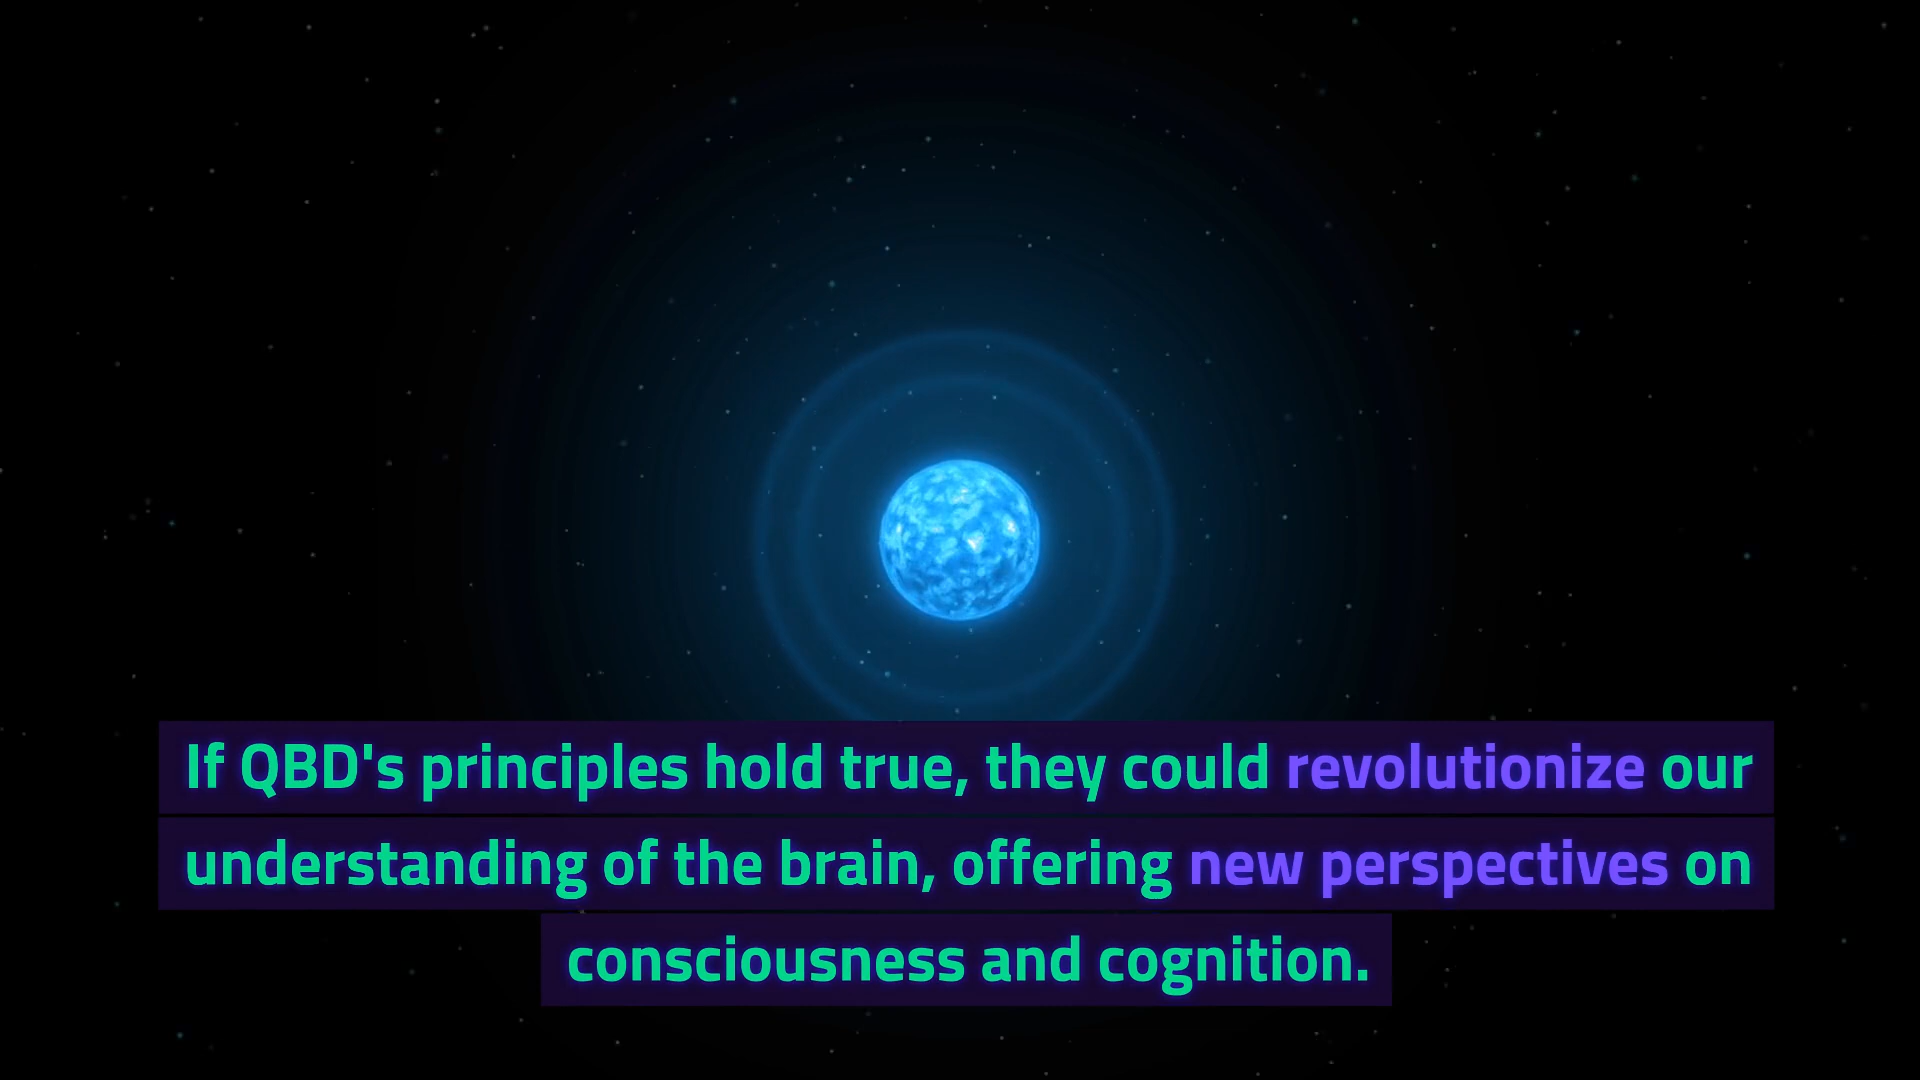 If QBD's principles hold true, they could revolutionize our
understanding of the brain, offering new perspectives on
consciousness and cognition.